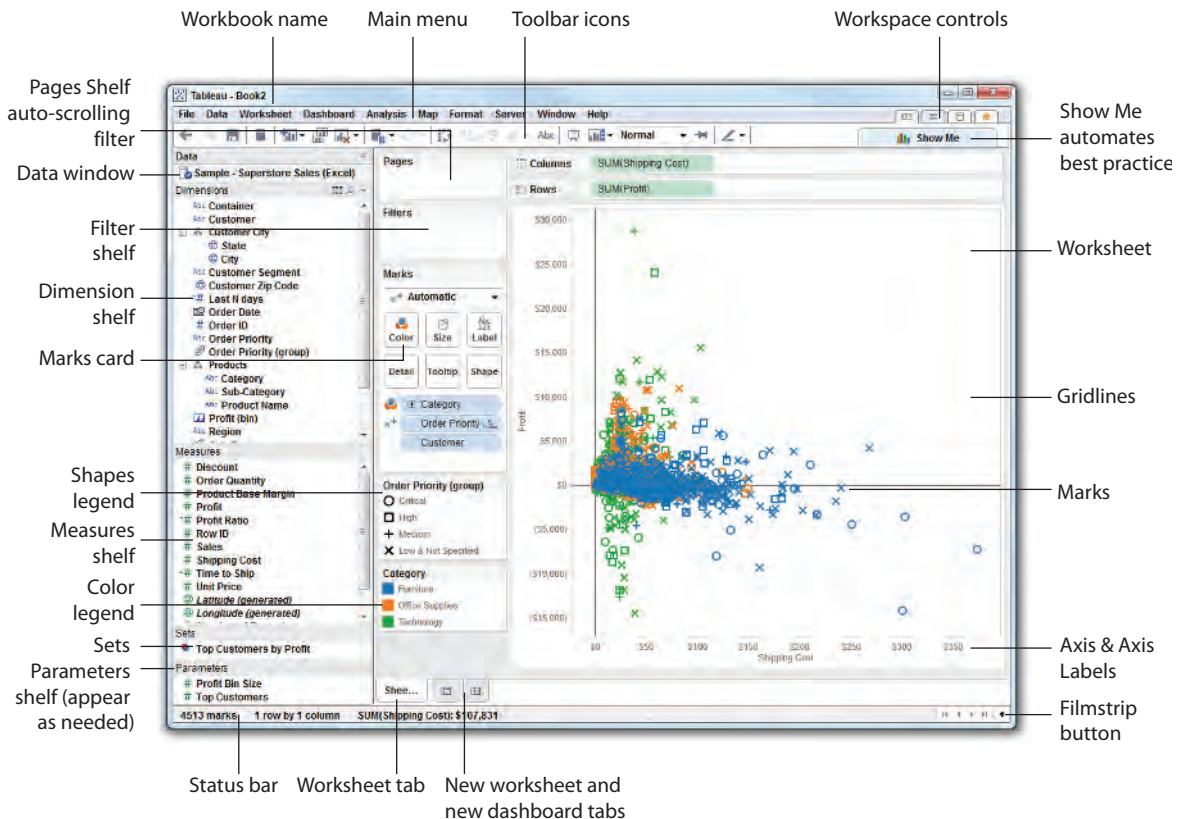 Workbook name
Main menu
Toolbar icons
Workspace controls
Pages Shelf
auto-scrolling
filter
Data window
Filter
shelf
Dimension
shelf
Marks card
Shapes
legend
Measures
shelf
Color
legend
Sets
Parameters
shelf (appear
as needed)
Tableau - Book2
File Data Worksheet Dashboard Analysis Map Format Server Window Help
Abc
Normal
Show Me
Data
Sample - Superstore Sales (Excel)
Dimensions
Abc Container
Abc Customer
Customer City
State
City
Abc Customer Segment
Customer Zip Code
# Last N days
Order Date
# Order ID
Abc Order Priority
Order Priority (group)
Products
Abc Category
Abc Sub-Category
Abc Product Name
Profit (bin)
Abc Region
Measures
# Discount
# Order Quantity
# Product Base Margin
# Profit
# Profit Ratio
# Row ID
# Sales
# Shipping Cost
# Time to Ship
# Unit Price
Latitude (generated)
Longitude (generated)
Sets
Top Customers by Profit
Parameters
# Profit Bin Size
# Top Customers
Pages
Filters
Marks
Automatic
Color
Size
Abc
123
Label
Detail
Tooltip
Shape
Category
Order Priority
Customer
Order Priority (group)
Critical
High
Medium
Low & Not Specified
Category
Furniture
Office Supplies
Technology
Columns
SUM(Shipping Cost)
Rows
SUM(Profit)
Profit
$30,000
$25,000
$20,000
$15,000
$10,000
$5,000
$0
($5,000)
($10,000)
($15,000)
$0 $50 $100 $150 $200 $250 $300 $350
Shipping Cost
Shee...
4513 marks 1 row by 1 column SUM(Shipping Cost): $107,831
Show Me
automates
best practice
Worksheet
Gridlines
Marks
Axis & Axis
Labels
Filmstrip
button
Status bar
Worksheet tab
New worksheet and
new dashboard tabs